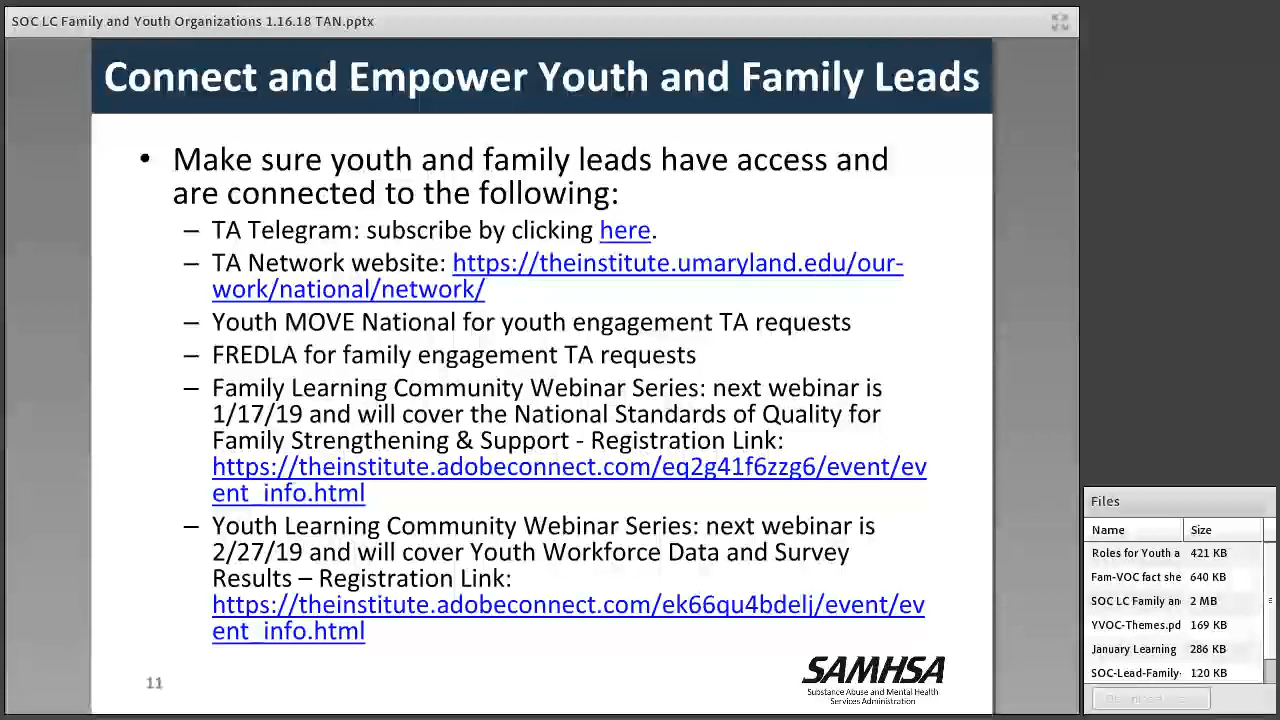 SOC LC Family and Youth Organizations 1.16.18 TAN.pptx
Connect and Empower Youth and Family Leads
• Make sure youth and family leads have access and
are connected to the following:
– TA Telegram: subscribe by clicking here.
– TA Network website: https://theinstitute.umaryland.edu/our-
work/national/network/
– Youth MOVE National for youth engagement TA requests
– FREDLA for family engagement TA requests
– Family Learning Community Webinar Series: next webinar is
1/17/19 and will cover the National Standards of Quality for
Family Strengthening & Support - Registration Link:
https://theinstitute.adobeconnect.com/eq2g41f6zzg6/event/ev
ent_info.html
– Youth Learning Community Webinar Series: next webinar is
2/27/19 and will cover Youth Workforce Data and Survey
Results – Registration Link:
https://theinstitute.adobeconnect.com/ek66qu4bdelj/event/ev
ent_info.html
11
SAMHSA
Substance Abuse and Mental Health
Services Administration
Files
Name Size
Roles for Youth a 421 KB
Fam-VOC fact she 640 KB
SOC LC Family an 2 MB
YVOC-Themes.pd 169 KB
January Learning 286 KB
SOC-Lead-Family- 120 KB